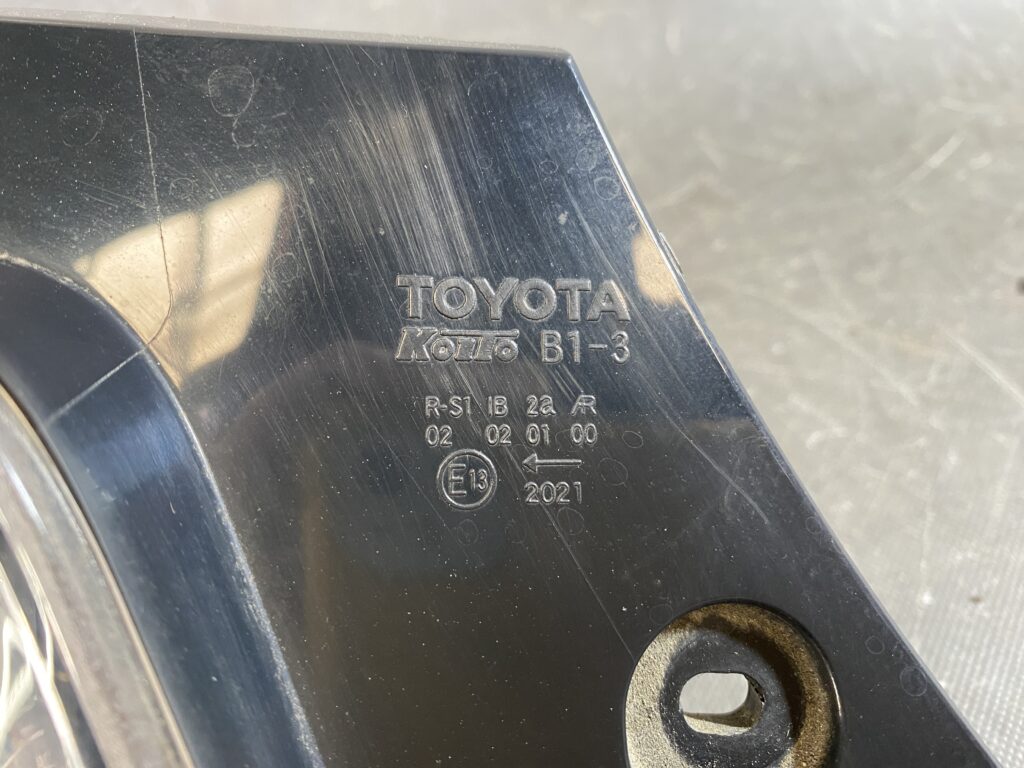 TOYOTA
KOITO B1-3
R-S1 IB 2a AR
02 02 01 00
E13 ←
2021